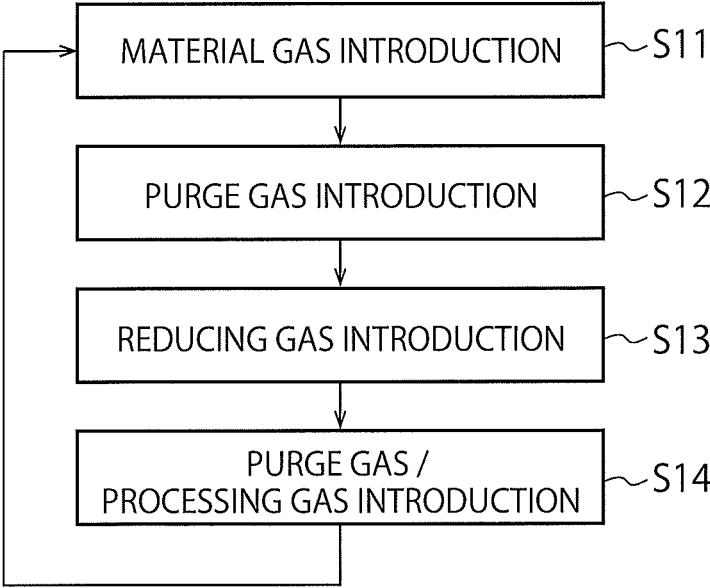 MATERIAL GAS INTRODUCTION
S11
PURGE GAS INTRODUCTION
S12
REDUCING GAS INTRODUCTION
S13
PURGE GAS /
PROCESSING GAS INTRODUCTION
S14